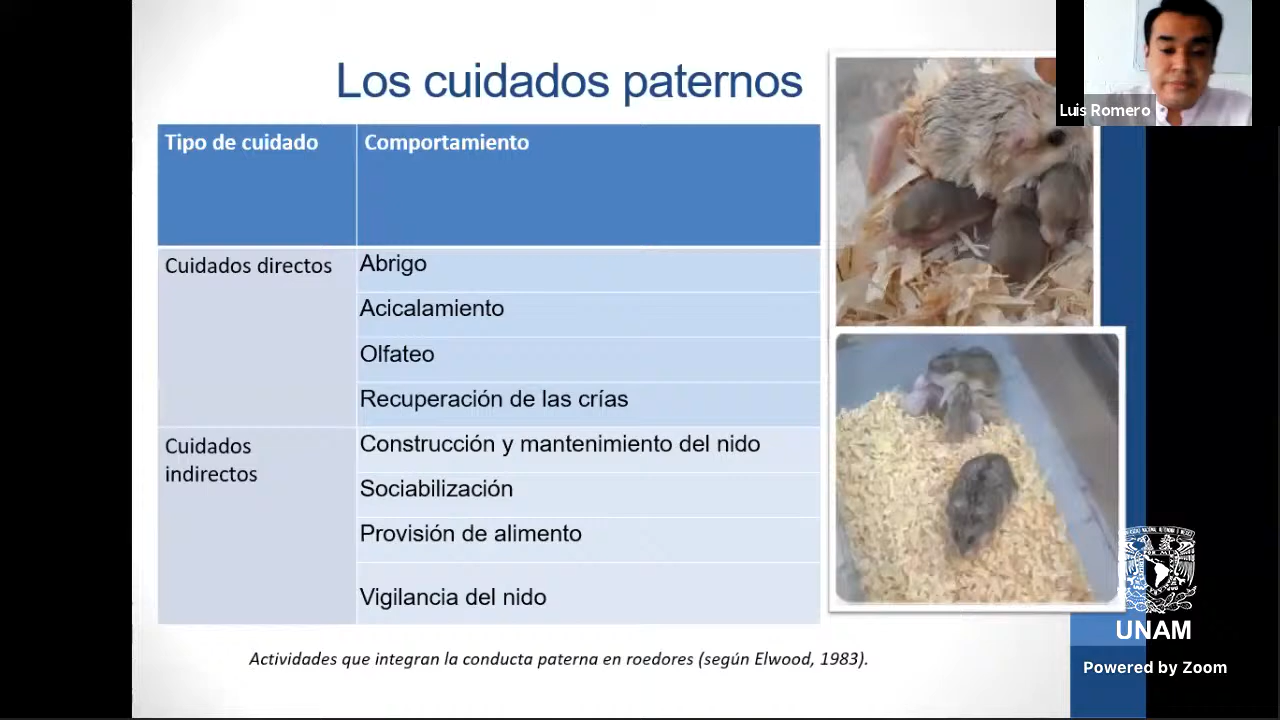 Los cuidados paternos
Luis Romero
Tipo de cuidado
Comportamiento
Cuidados directos
Abrigo
Acicalamiento
Olfateo
Recuperación de las crías
Cuidados
indirectos
Construcción y mantenimiento del nido
Sociabilización
Provisión de alimento
Vigilancia del nido
Actividades que integran la conducta paterna en roedores (según Elwood, 1983).
UNAM
Powered by Zoom